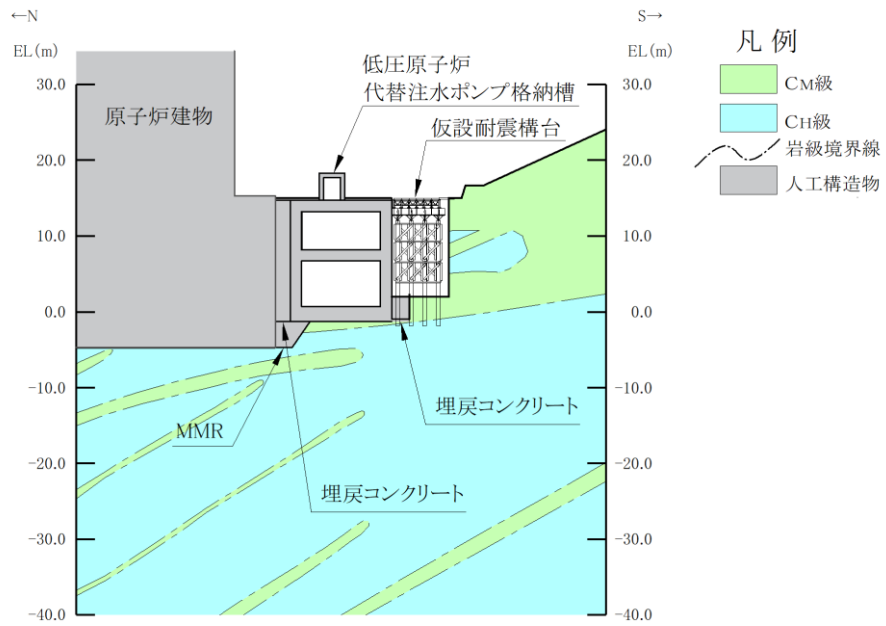 ←N
S→
EL(m)
EL(m)
凡 例
30.0
20.0
10.0
0.0
-10.0
-20.0
-30.0
-40.0
原子炉建物
低圧原子炉
代替注水ポンプ格納槽
仮設耐震構台
MMR
埋戻コンクリート
埋戻コンクリート
30.0
20.0
10.0
0.0
-10.0
-20.0
-30.0
-40.0
CM級
CH級
岩級境界線
人工構造物